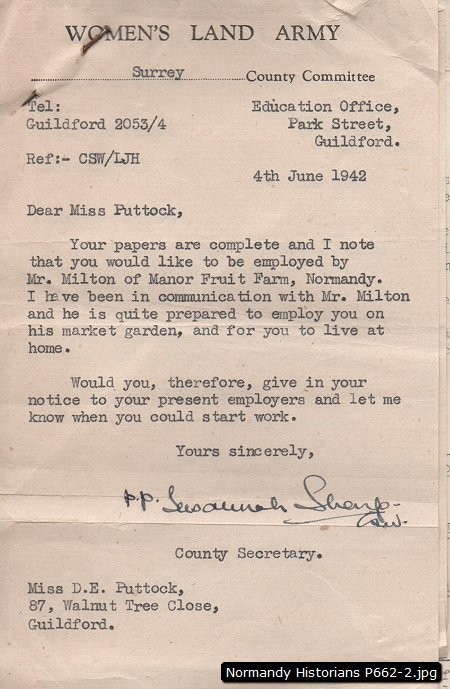 WOMEN'S LAND ARMY
Surrey County Committee
Tel: Education Office,
Guildford 2053/4 Park Street,
Guildford.
Ref:- CSW/LJH
4th June 1942
Dear Miss Puttock,
Your papers are complete and I note
that you would like to be employed by
Mr. Milton of Manor Fruit Farm, Normandy.
I have been in communication with Mr. Milton
and he is quite prepared to employ you on
his market garden, and for you to live at
home.
Would you, therefore, give in your
notice to your present employers and let me
know when you could start work.
Yours sincerely,
p.p. Susannah Sharp
County Secretary.
Miss D.E. Puttock,
87, Walnut Tree Close,
Guildford.
Normandy Historians P662-2.jpg